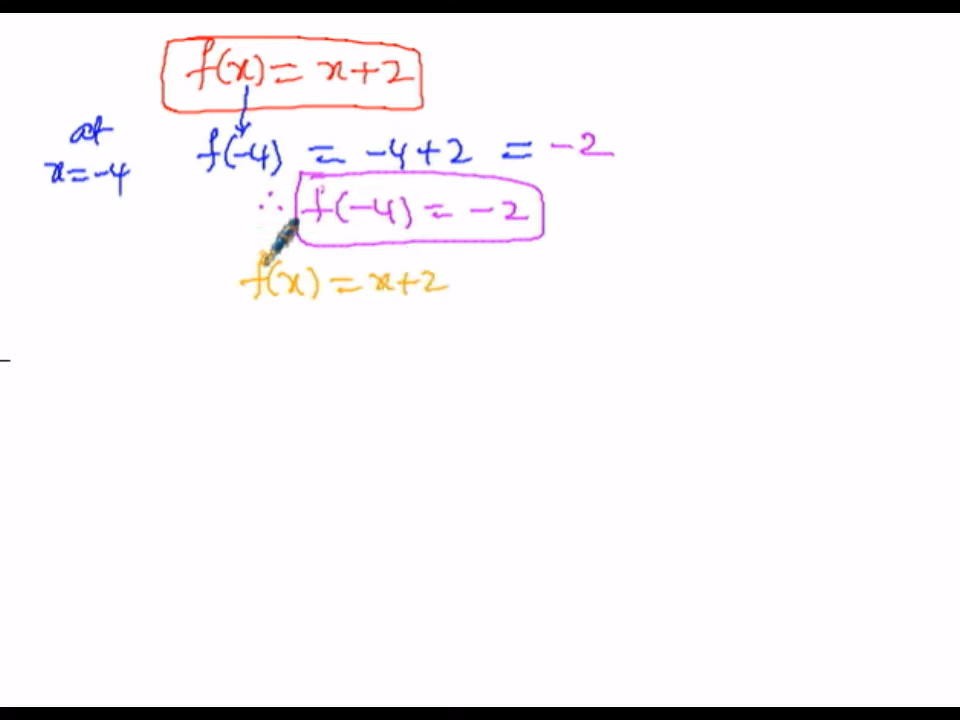 f(x) = x+2
at
x=-4
f(-4) = -4+2 = -2
∴ f(-4) = -2
f(x) = x+2